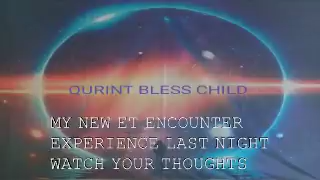 QURINT BLESS CHILD
MY NEW ET ENCOUNTER
EXPERIENCE LAST NIGHT
WATCH YOUR THOUGHTS